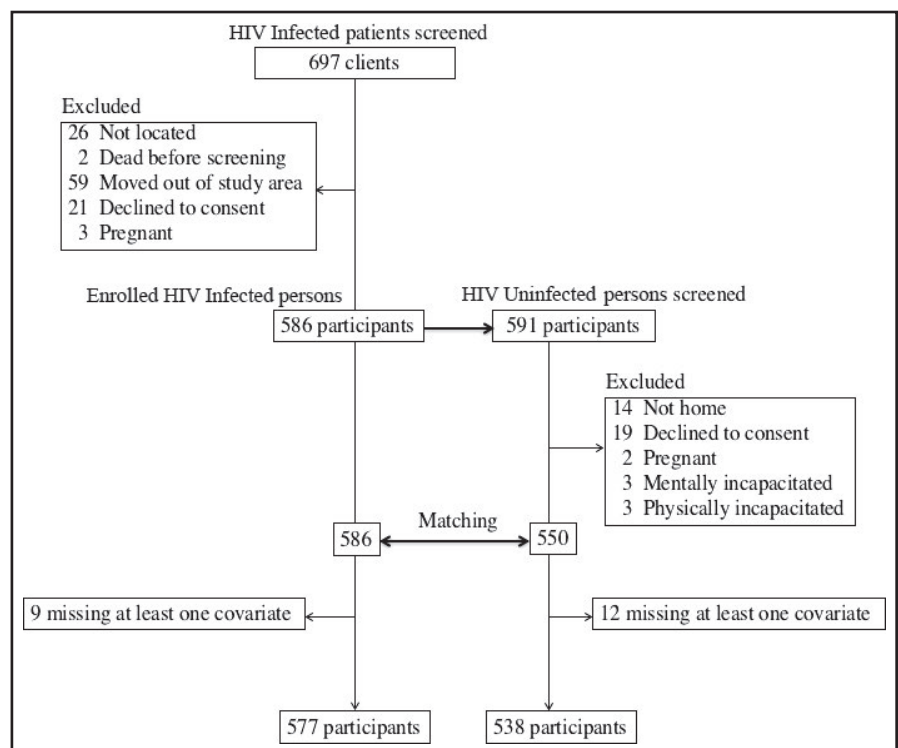 HIV Infected patients screened
697 clients
Excluded
26 Not located
2 Dead before screening
59 Moved out of study area
21 Declined to consent
3 Pregnant
Enrolled HIV Infected persons
586 participants
HIV Uninfected persons screened
591 participants
Excluded
14 Not home
19 Declined to consent
2 Pregnant
3 Mentally incapacitated
3 Physically incapacitated
586
Matching
550
9 missing at least one covariate
12 missing at least one covariate
577 participants
538 participants